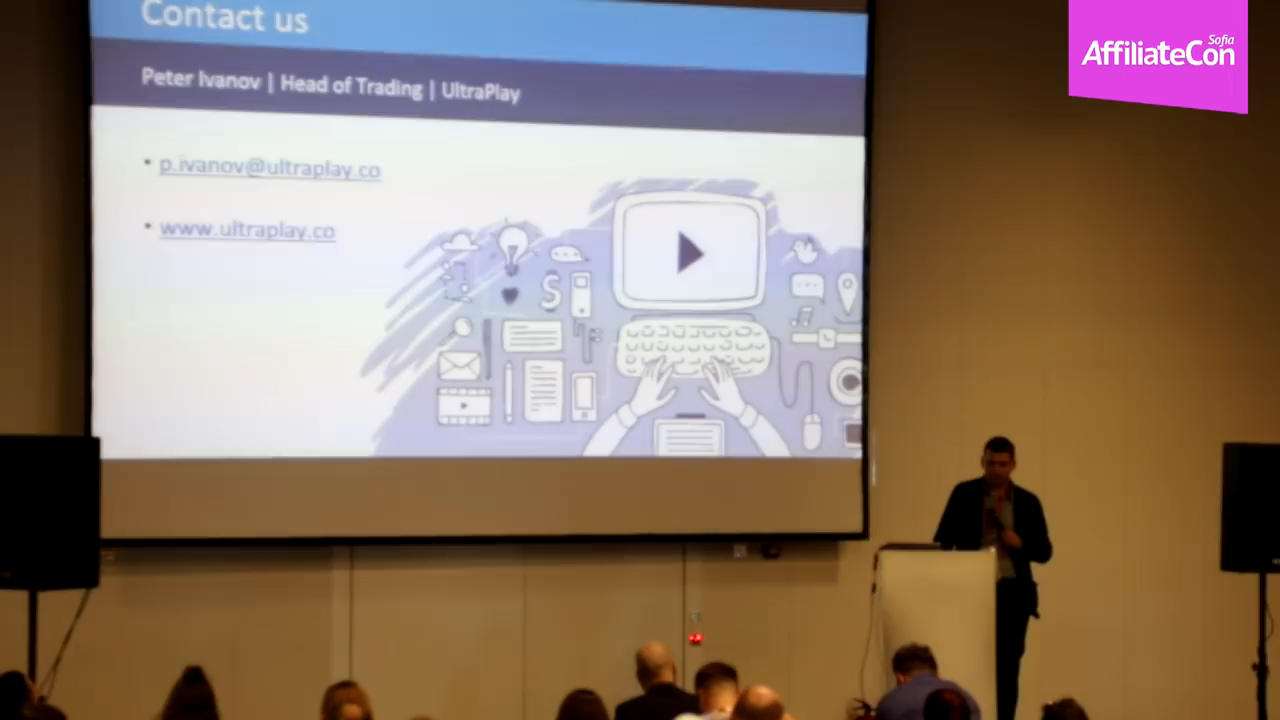 Contact us
Peter Ivanov | Head of Trading | UltraPlay
• p.ivanov@ultraplay.co
• www.ultraplay.co
Sofia
AffiliateCon